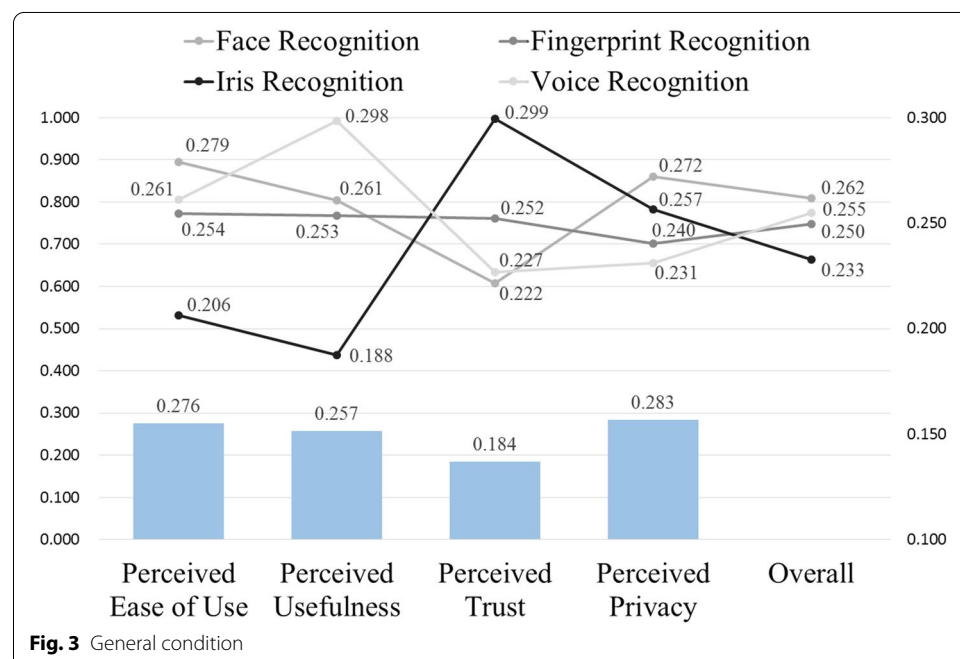 Face Recognition
Fingerprint Recognition
Iris Recognition
Voice Recognition
1.000
0.900
0.800
0.700
0.600
0.500
0.400
0.300
0.200
0.100
0.000
0.300
0.250
0.200
0.150
0.100
0.279
0.261
0.254
0.206
0.298
0.261
0.253
0.188
0.299
0.252
0.227
0.222
0.272
0.257
0.240
0.231
0.262
0.255
0.250
0.233
0.276
0.257
0.184
0.283
Perceived
Ease of Use
Perceived
Usefulness
Perceived
Trust
Perceived
Privacy
Overall
Fig. 3 General condition